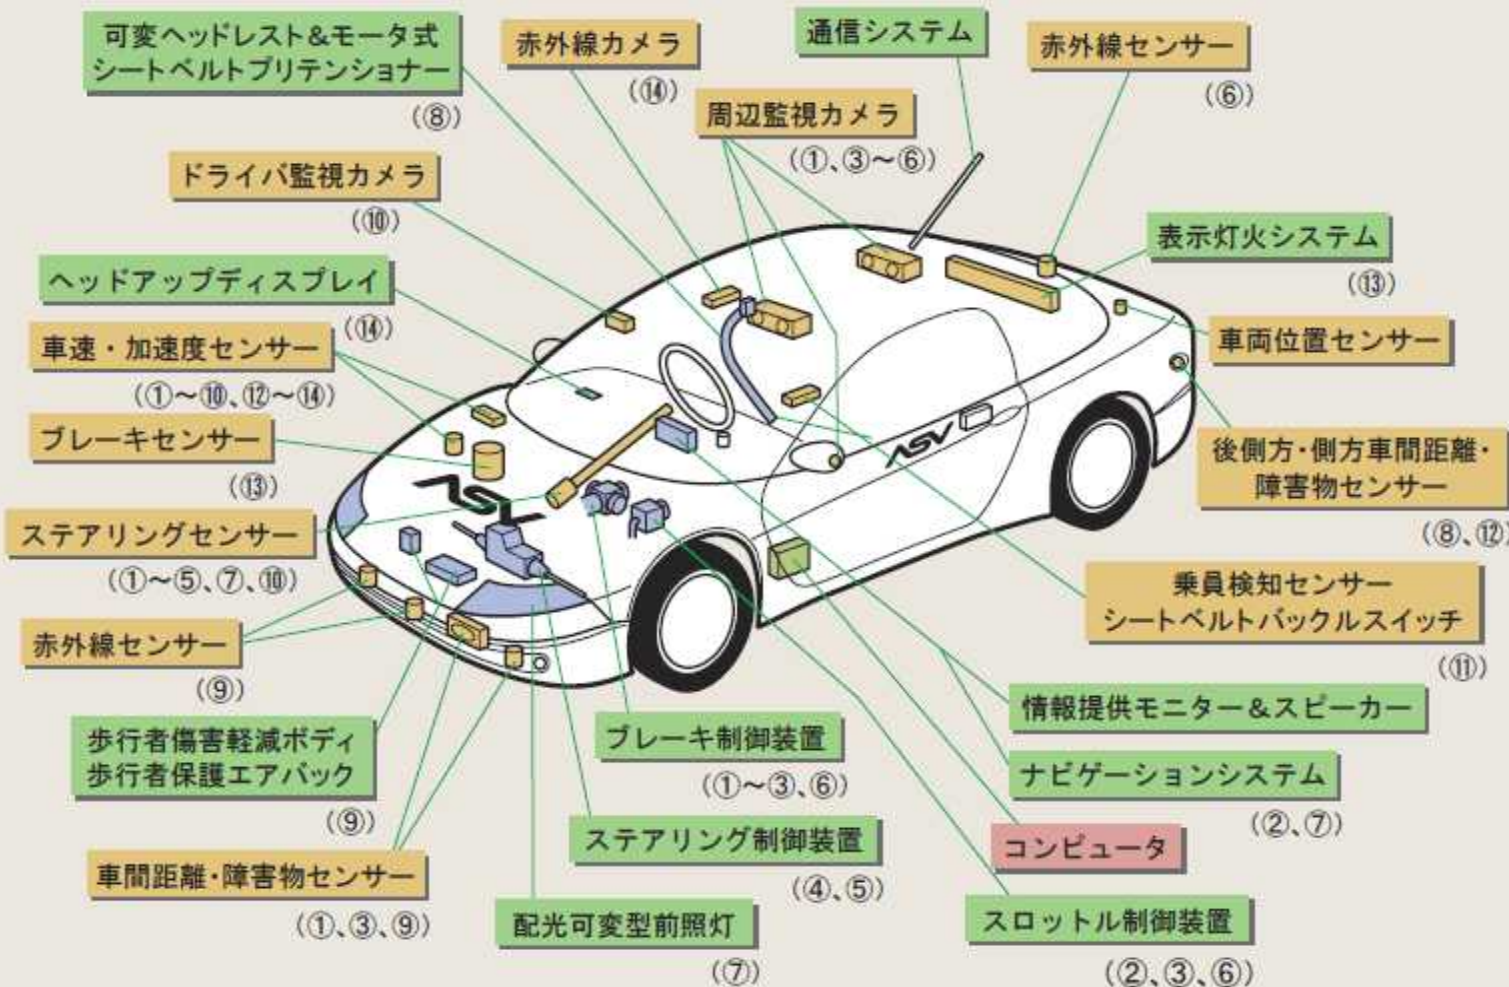 可変ヘッドレスト&モータ式
シートベルトプリテンショナー
(⑧)
赤外線カメラ
(⑭)
通信システム
赤外線センサー
(⑥)
周辺監視カメラ
(①、③～⑥)
ドライバ監視カメラ
(⑩)
表示灯火システム
(⑬)
ヘッドアップディスプレイ
(⑭)
車速・加速度センサー
(①～⑩、⑫～⑭)
車両位置センサー
ブレーキセンサー
(⑬)
ASV
後側方・側方車間距離・
障害物センサー
(⑧、⑫)
ステアリングセンサー
(①～⑤、⑦、⑩)
乗員検知センサー
シートベルトバックルスイッチ
(⑪)
赤外線センサー
(⑨)
情報提供モニター＆スピーカー
歩行者傷害軽減ボディ
歩行者保護エアバック
(⑨)
ブレーキ制御装置
(①～③、⑥)
ナビゲーションシステム
(②、⑦)
ステアリング制御装置
(④、⑤)
コンピュータ
車間距離・障害物センサー
(①、③、⑨)
配光可変型前照灯
(⑦)
スロットル制御装置
(②、③、⑥)